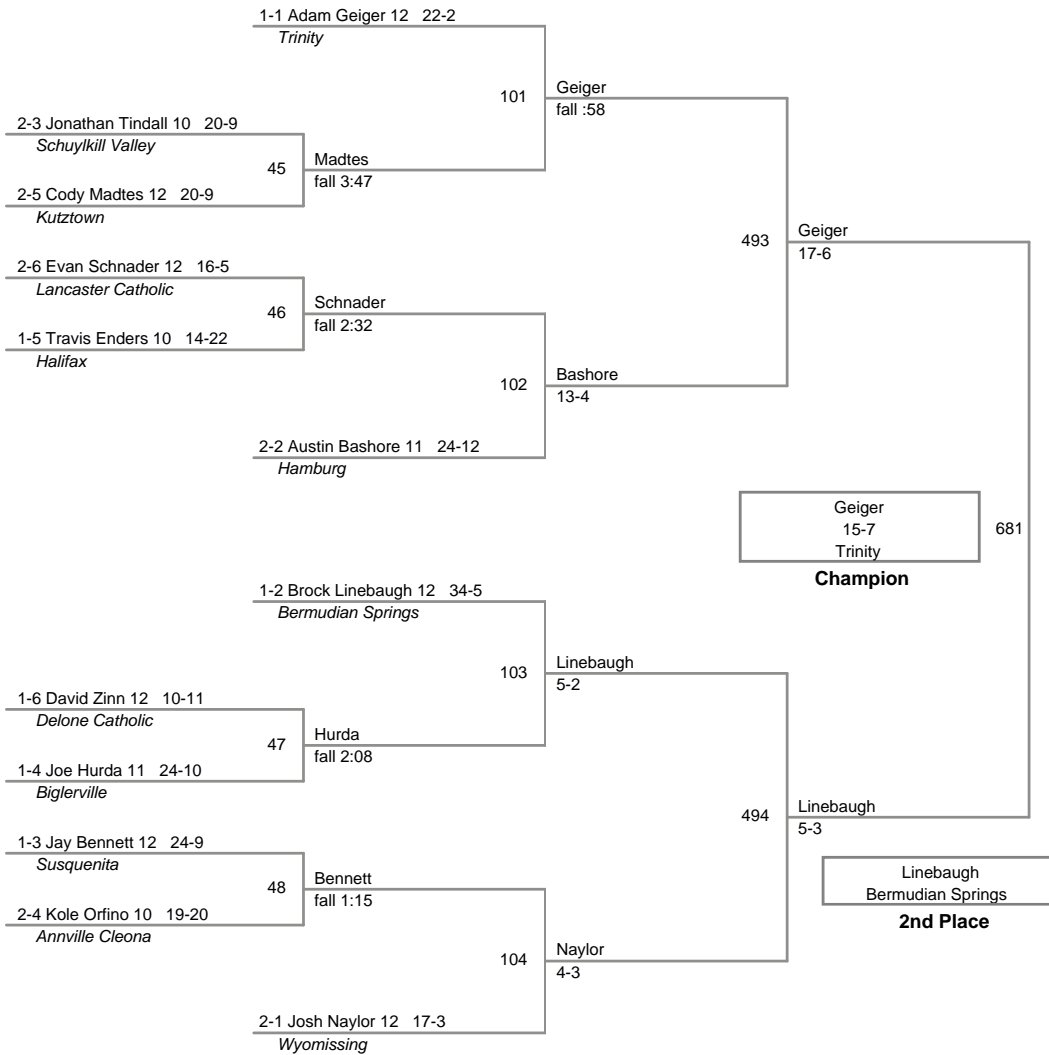 1-1 Adam Geiger 12 22-2
Trinity
101
Geiger
fall :58
2-3 Jonathan Tindall 10 20-9
Schuylkill Valley
45
Madtes
fall 3:47
2-5 Cody Madtes 12 20-9
Kutztown
493
Geiger
17-6
2-6 Evan Schnader 12 16-5
Lancaster Catholic
46
Schnader
fall 2:32
1-5 Travis Enders 10 14-22
Halifax
102
Bashore
13-4
2-2 Austin Bashore 11 24-12
Hamburg
Geiger
15-7
Trinity
681
Champion
1-2 Brock Linebaugh 12 34-5
Bermudian Springs
103
Linebaugh
5-2
1-6 David Zinn 12 10-11
Delone Catholic
47
Hurda
fall 2:08
1-4 Joe Hurda 11 24-10
Biglerville
494
Linebaugh
5-3
1-3 Jay Bennett 12 24-9
Susquenita
48
Bennett
fall 1:15
2-4 Kole Orfino 10 19-20
Annville Cleona
Linebaugh
Bermudian Springs
2nd Place
104
Naylor
4-3
2-1 Josh Naylor 12 17-3
Wyomissing